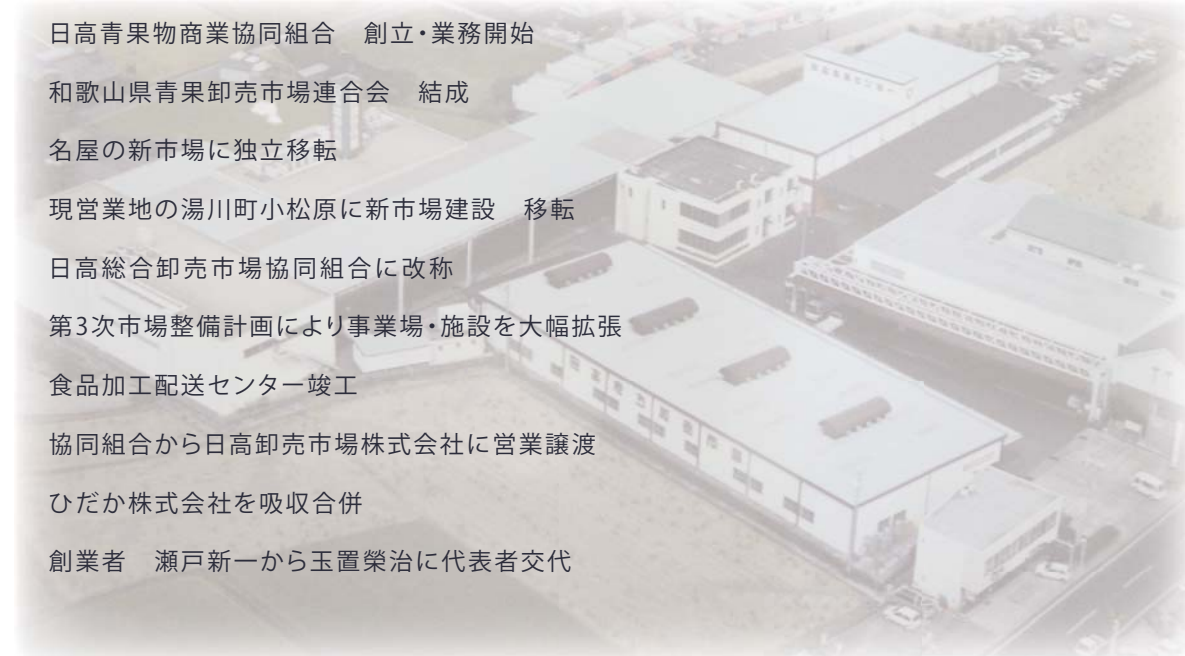 日高青果物商業協同組合　創立・業務開始
和歌山県青果卸売市場連合会　結成
名屋の新市場に独立移転
現営業地の湯川町小松原に新市場建設　移転
日高総合卸売市場協同組合に改称
第3次市場整備計画により事業場・施設を大幅拡張
食品加工配送センター竣工
協同組合から日高卸売市場株式会社に営業譲渡
ひだか株式会社を吸収合併
創業者　瀬戸新一から玉置榮治に代表者交代